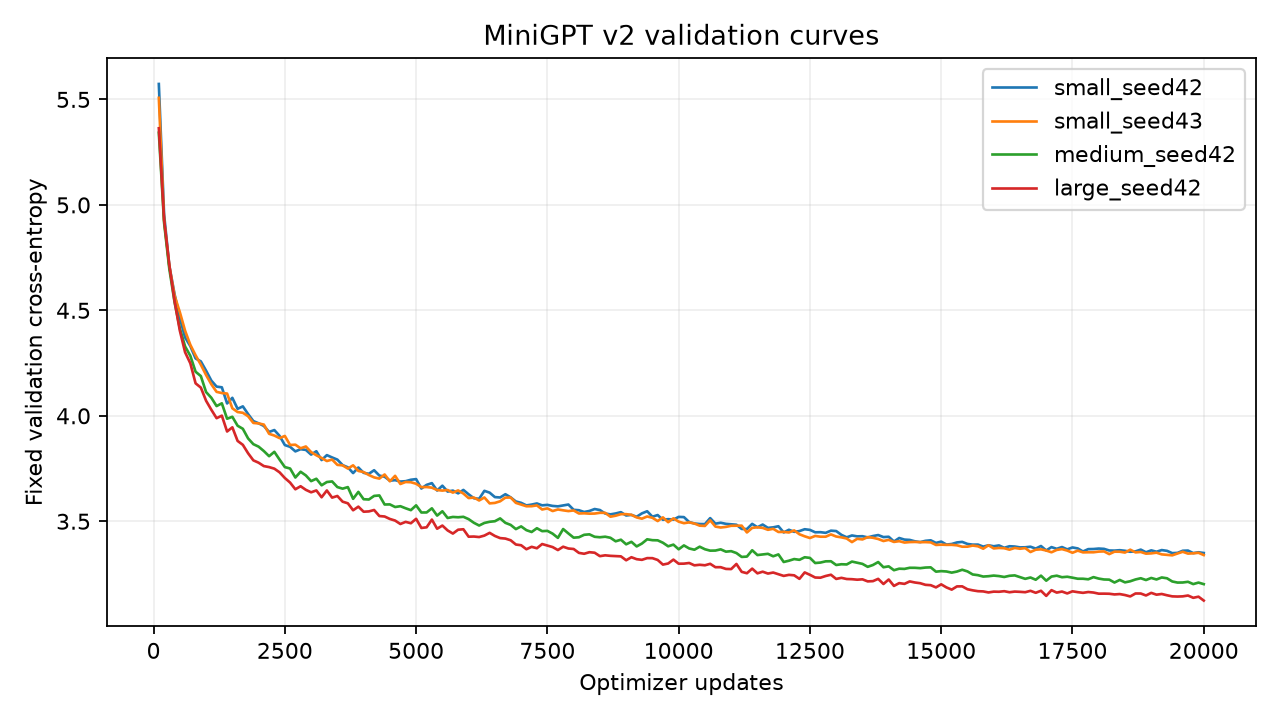 MiniGPT v2 validation curves
small_seed42
small_seed43
medium_seed42
large_seed42
Fixed validation cross-entropy
5.5
5.0
4.5
4.0
3.5
0 2500 5000 7500 10000 12500 15000 17500 20000
Optimizer updates